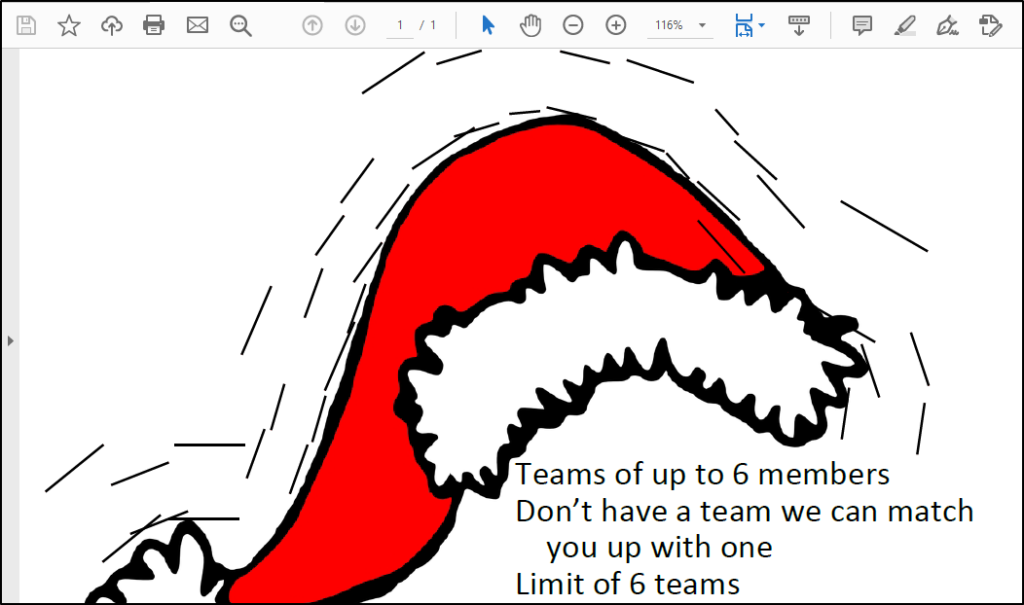 1 / 1
116%
Teams of up to 6 members
Don’t have a team we can match
you up with one
Limit of 6 teams